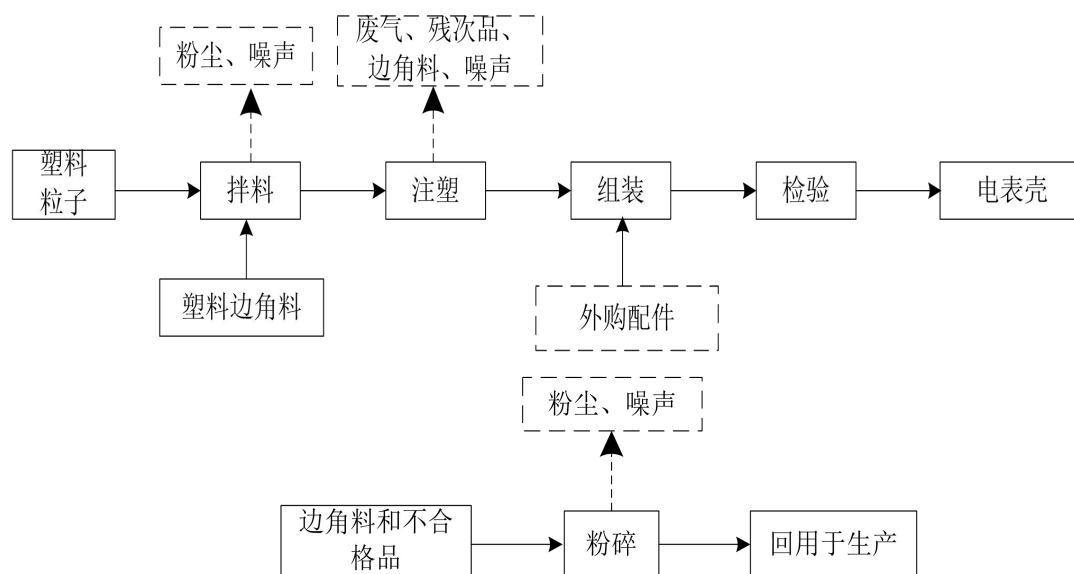 粉尘、噪声
废气、残次品、
边角料、噪声
塑料
粒子
拌料
注塑
组装
检验
电表壳
塑料边角料
外购配件
粉尘、噪声
边角料和不合
格品
粉碎
回用于生产